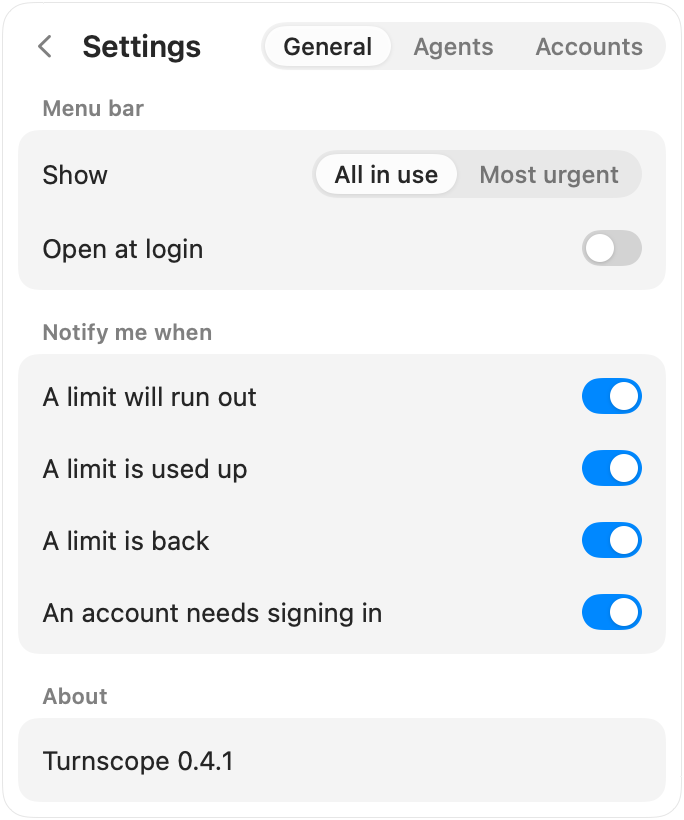 Settings
General
Agents
Accounts
Menu bar
Show
All in use
Most urgent
Open at login
Notify me when
A limit will run out
A limit is used up
A limit is back
An account needs signing in
About
Turnscope 0.4.1